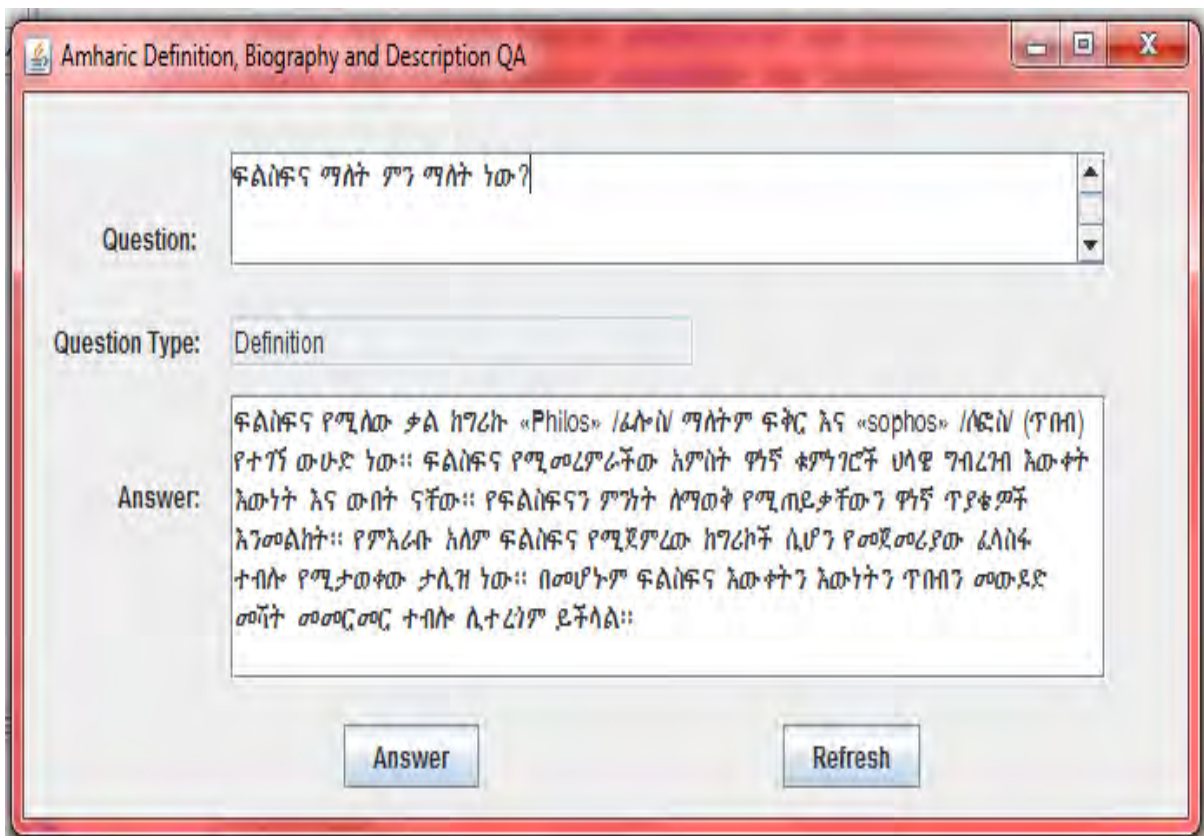 Amharic Definition, Biography and Description QA
Question:
ፍልስፍና ማለት ምን ማለት ነው?
Question Type:
Definition
Answer:
ፍልስፍና የሚለው ቃል ከግሪኩ «Philos» /ፊሎስ/ ማለትም ፍቅር እና «sophos» /ሰፎስ/ (ጥበብ)
የተገኘ ውሁድ ነው። ፍልስፍና የሚመረምራችው አምስት ዋነኛ ቁምነገሮች ህላዌ ግብረገብ እውቀት
እውነት እና ውበት ናቸው። የፍልስፍናን ምንነት ለማወቅ የሚጠይቃቸውን ዋነኛ ጥያቄዎች
እንመልከት። የምእራቡ አለም ፍልስፍና የሚጀምረው ከግሪኮች ሲሆን የመጀመሪያው ፈላስፋ
ተብሎ የሚታወቀው ታሊዝ ነው። በመሆኑም ፍልስፍና እውቀትን እውነትን ጥበብን መውደድ
መሻት መመርመር ተብሎ ሊተረጎም ይችላል።
Answer
Refresh